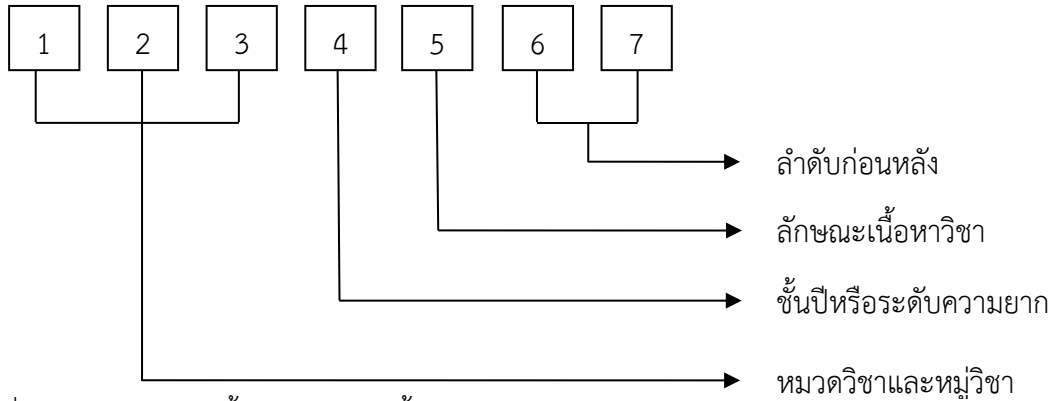 1 2 3 4 5 6 7
ลำดับก่อนหลัง
ลักษณะเนื้อหาวิชา
ชั้นปีหรือระดับความยาก
หมวดวิชาและหมู่วิชา